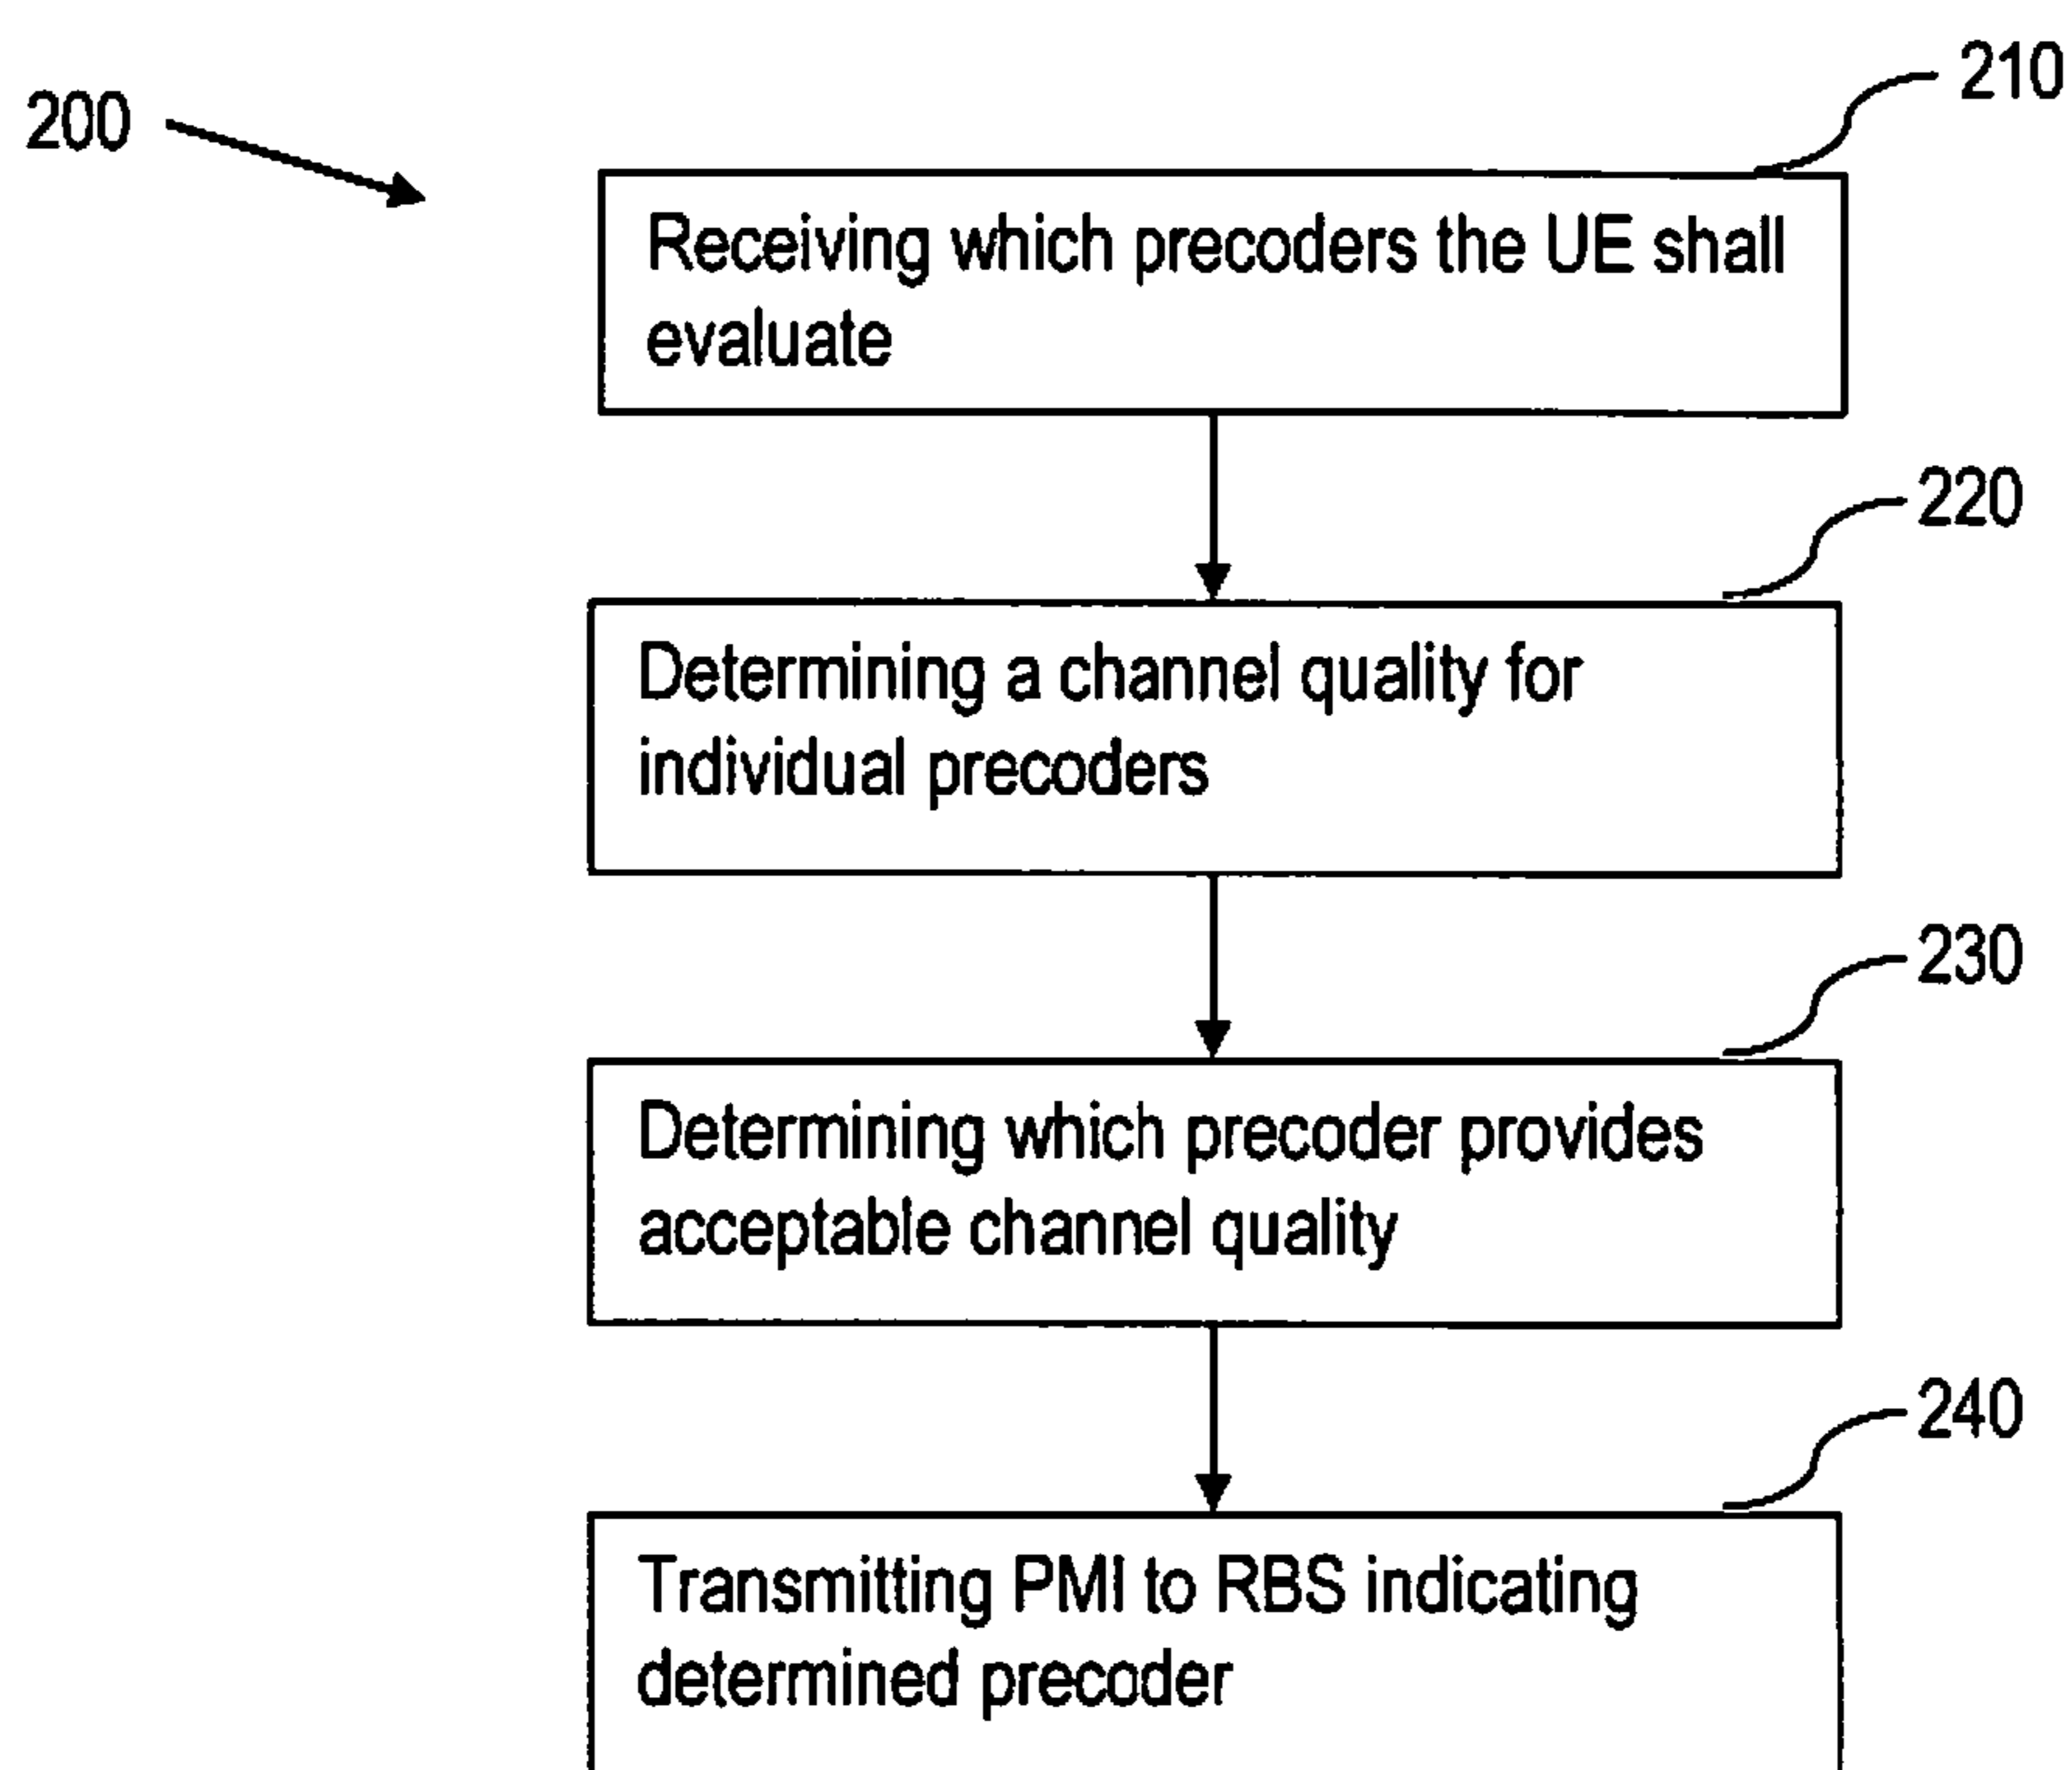 210
200
Receiving which precoders the UE shall
evaluate
220
Determining a channel quality for
individual precoders
230
Determining which precoder provides
acceptable channel quality
240
Transmitting PMI to RBS indicating
determined precoder